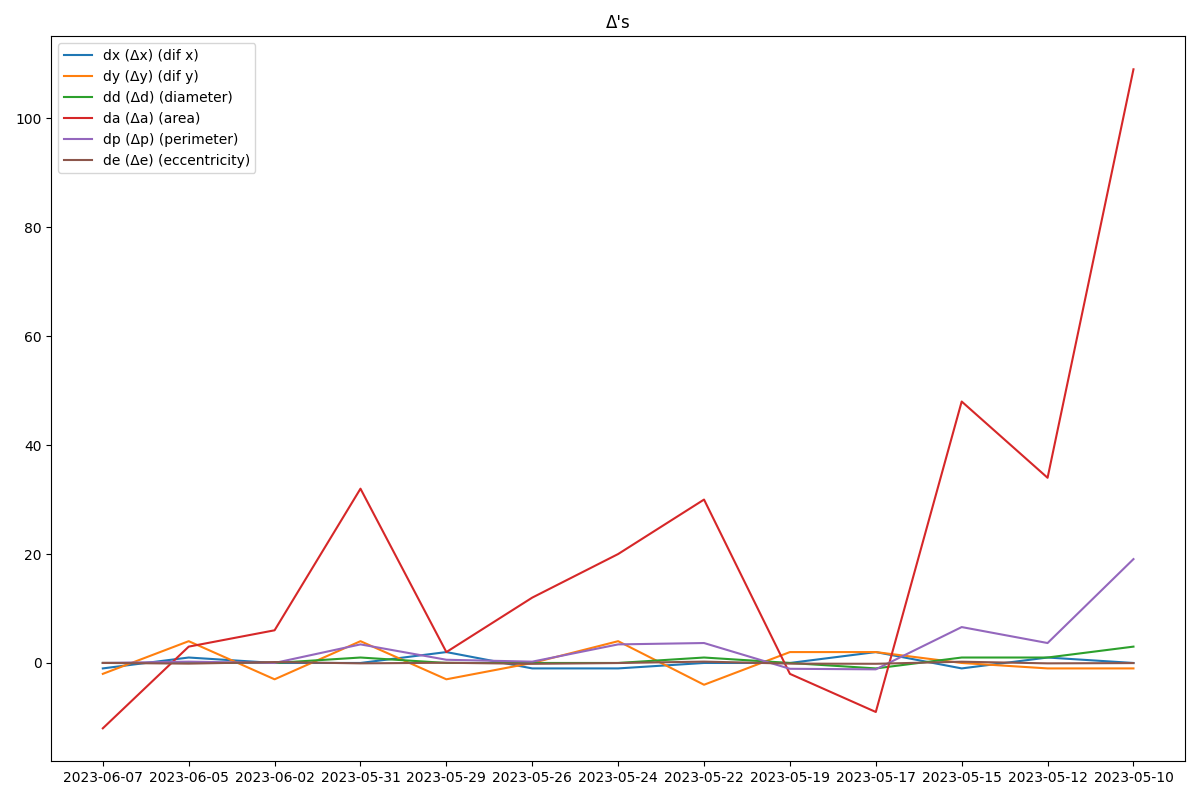 Δ's
dx (Δx) (dif x)
dy (Δy) (dif y)
dd (Δd) (diameter)
da (Δa) (area)
dp (Δp) (perimeter)
de (Δe) (eccentricity)
100
80
60
40
20
0
2023-06-07 2023-06-05 2023-06-02 2023-05-31 2023-05-29 2023-05-26 2023-05-24 2023-05-22 2023-05-19 2023-05-17 2023-05-15 2023-05-12 2023-05-10